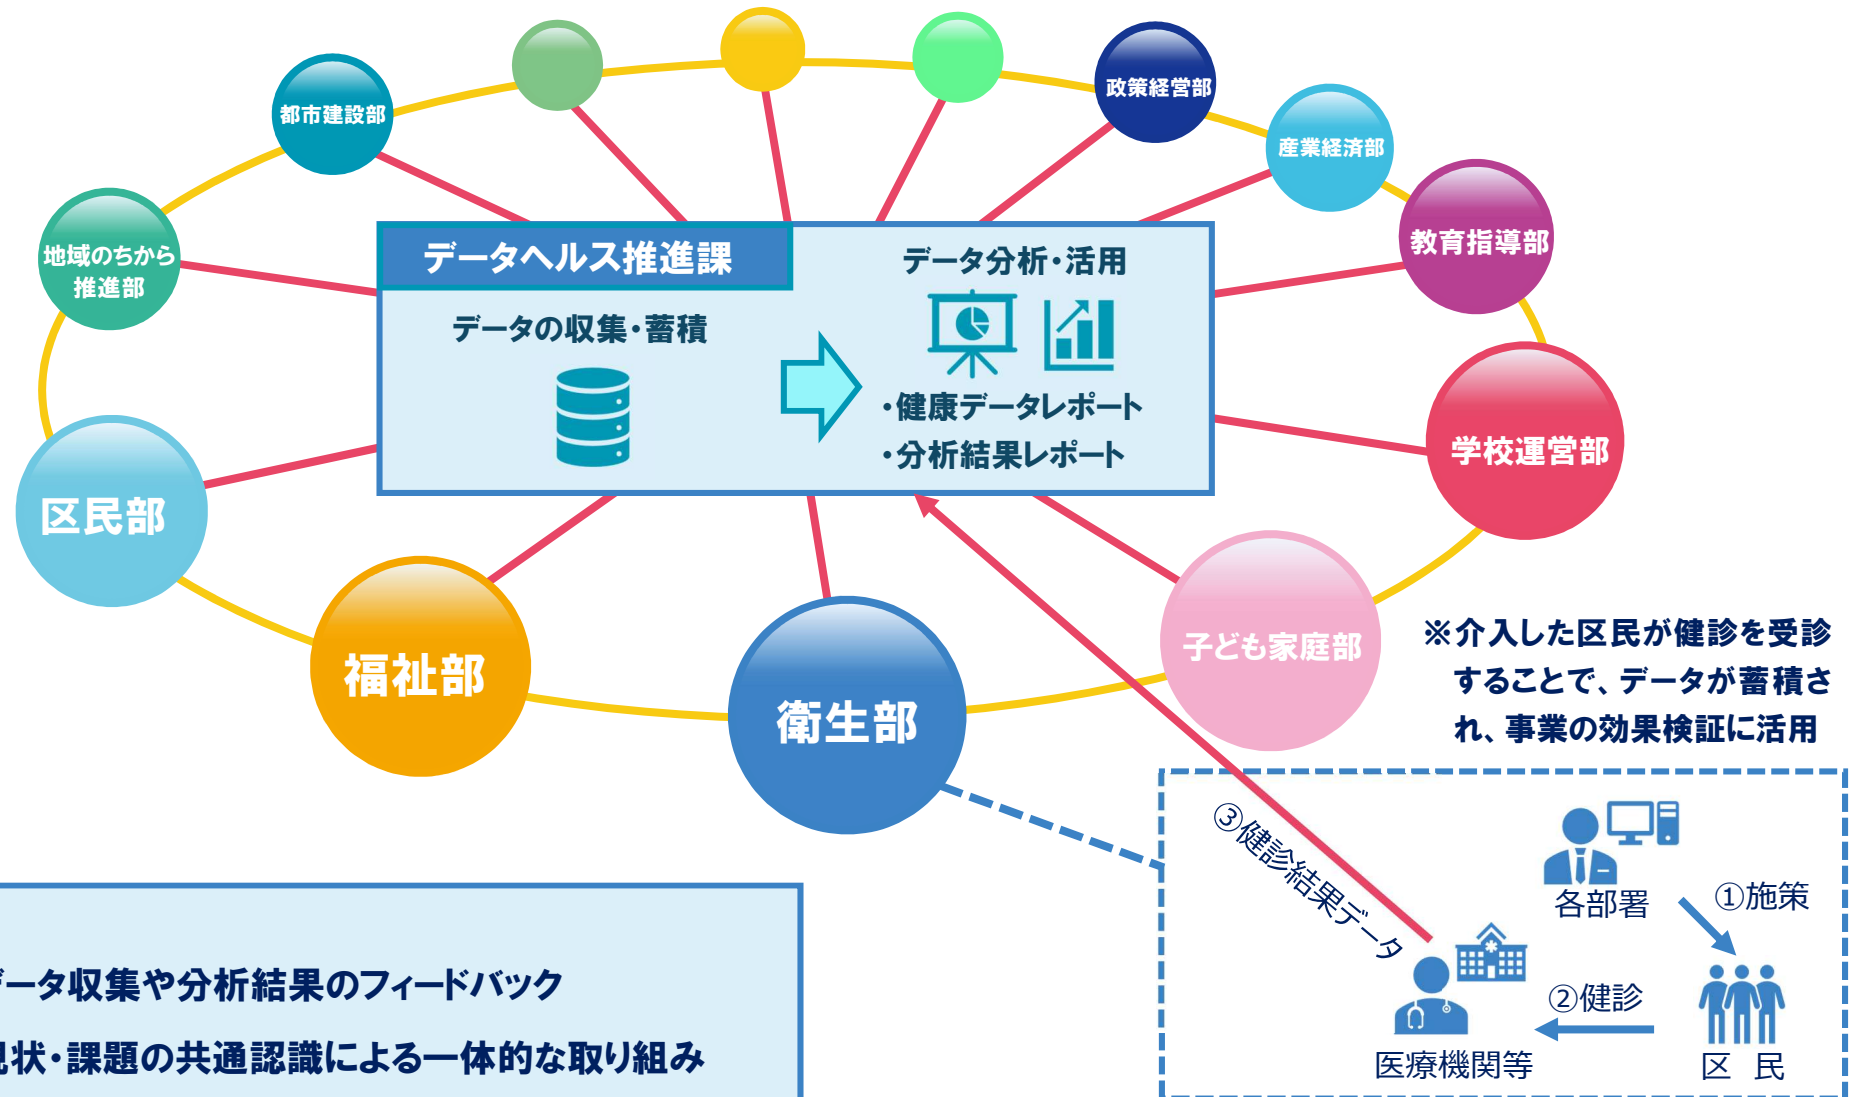 都市建設部
政策経営部
産業経済部
地域のちから
推進部
教育指導部
データヘルス推進課
データの収集・蓄積
データ分析・活用
・健康データレポート
・分析結果レポート
学校運営部
区民部
福祉部
衛生部
子ども家庭部
※介入した区民が健診を受診
することで、データが蓄積さ
れ、事業の効果検証に活用
③健診結果データ
各部署
①施策
②健診
医療機関等
区 民
データ収集や分析結果のフィードバック
現状・課題の共通認識による一体的な取り組み